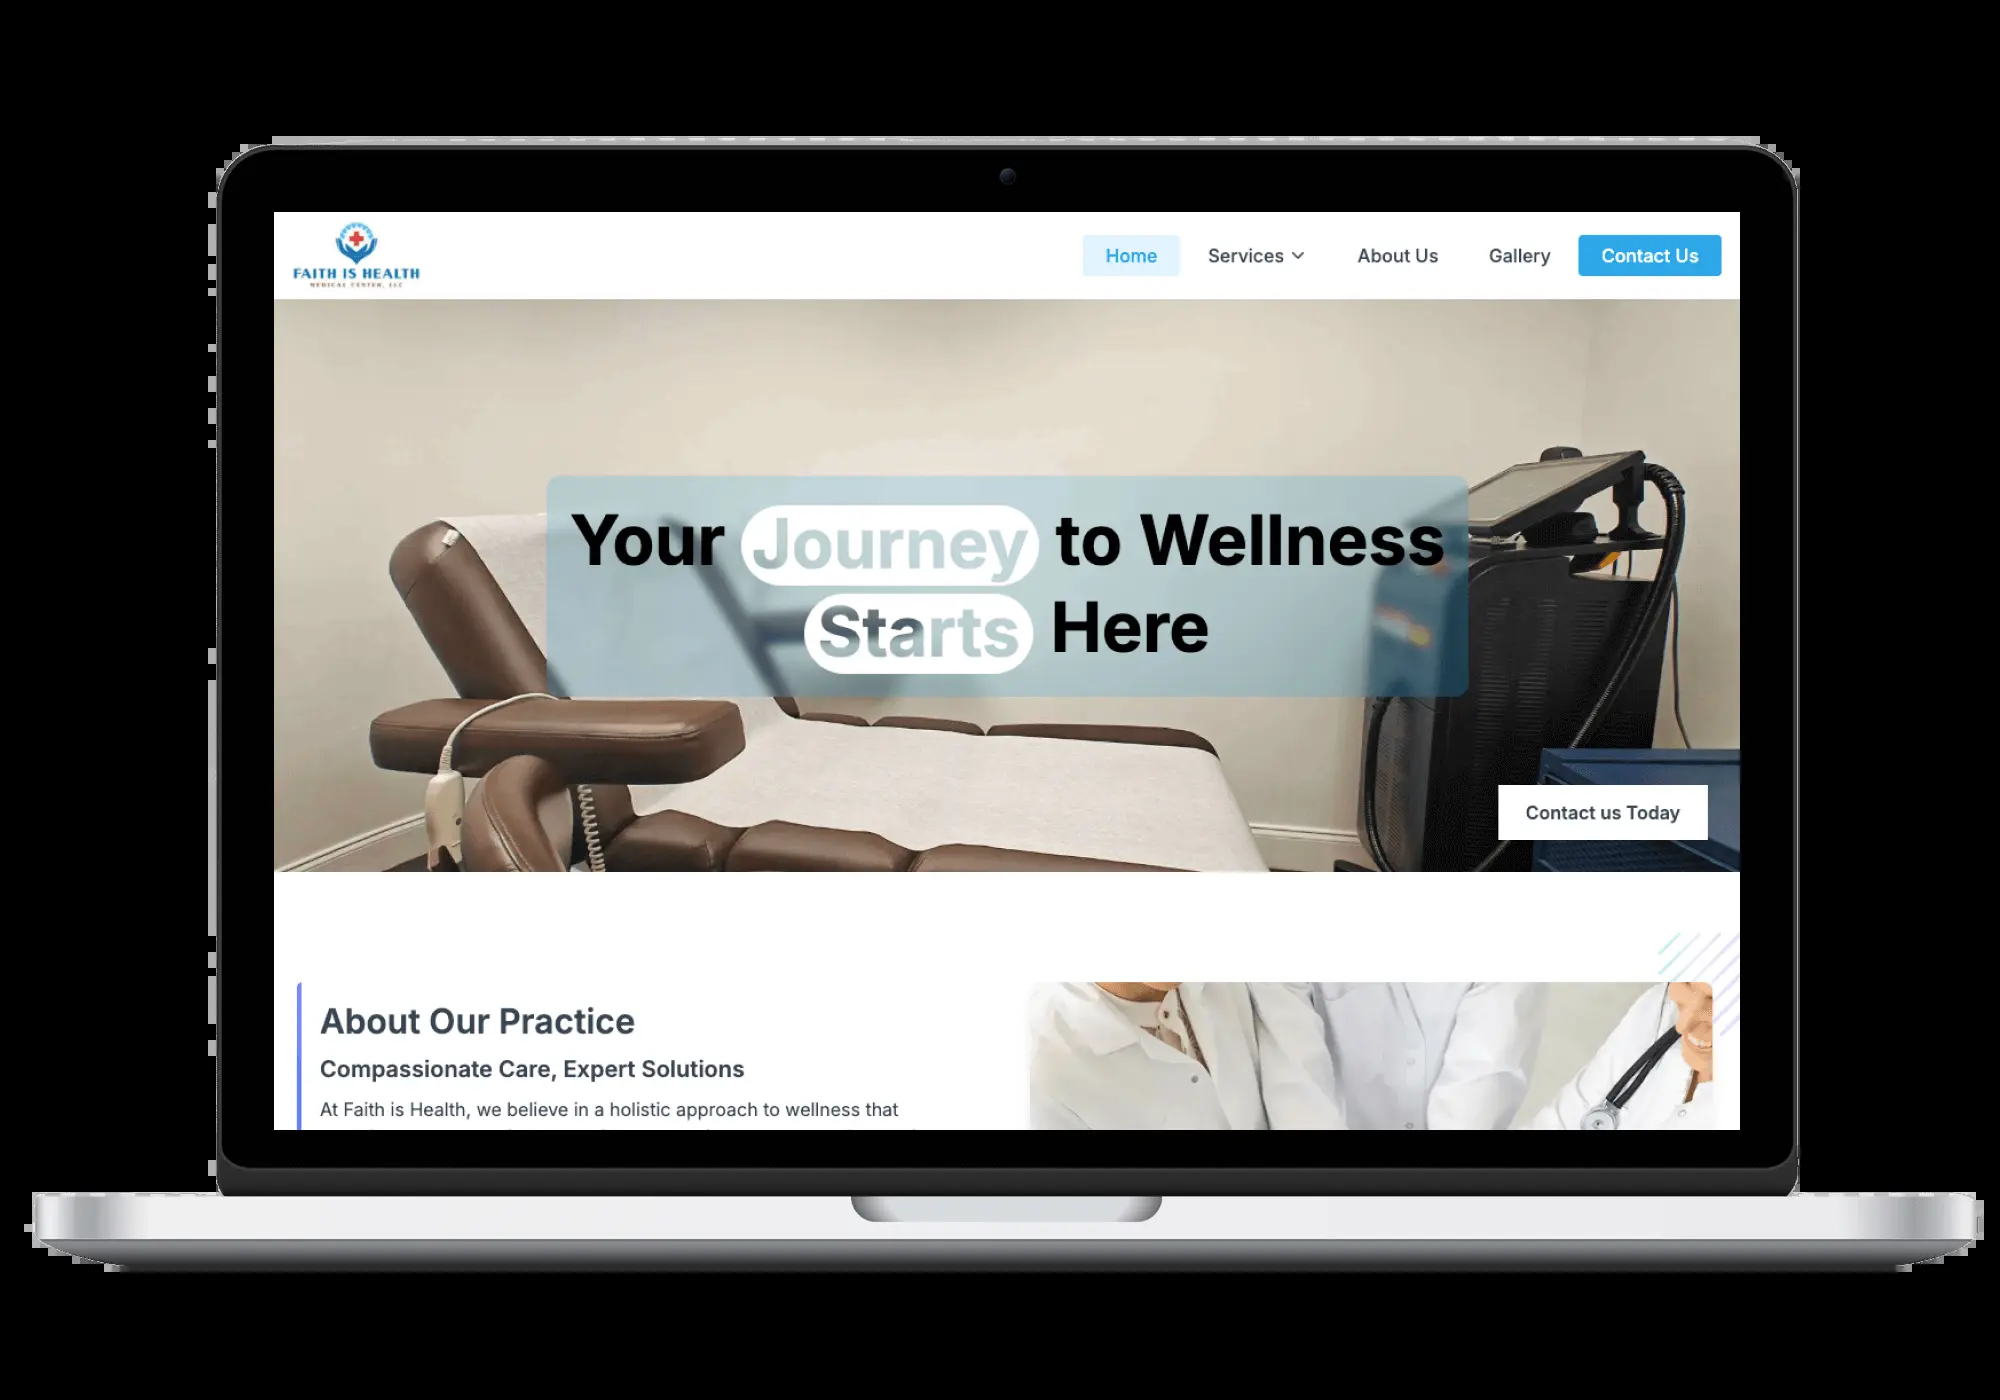 FAITH IS HEALTH
MEDICAL CENTER, LLC
Home
Services
About Us
Gallery
Contact Us
Your Journey to Wellness
Starts Here
Contact us Today
About Our Practice
Compassionate Care, Expert Solutions
At Faith is Health, we believe in a holistic approach to wellness that